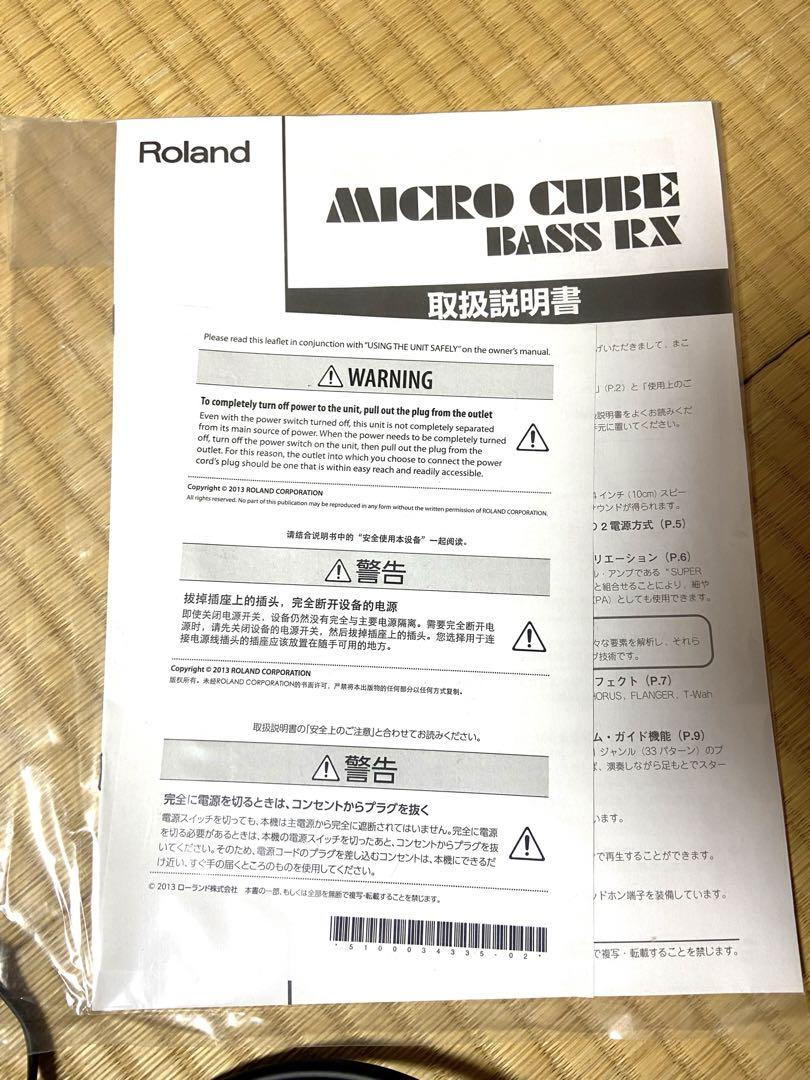 Roland
MICRO CUBE
BASS RX
取扱説明書
Please read this leaflet in conjunction with "USING THE UNIT SAFELY" on the owner's manual.
WARNING
To completely turn off power to the unit, pull out the plug from the outlet
Even with the power switch turned off, this unit is not completely separated
from its main source of power. When the power needs to be completely turned
off, turn off the power switch on the unit, then pull out the plug from the
outlet. For this reason, the outlet into which you choose to connect the power
cord's plug should be one that is within easy reach and readily accessible.
Copyright © 2013 ROLAND CORPORATION
All rights reserved. No part of this publication may be reproduced in any form without the written permission of ROLAND CORPORATION.
请结合说明书中的“安全使用本设备”一起阅读。
警告
拔掉插座上的插头，完全断开设备的电源
即使关闭电源开关，设备仍然没有完全与主要电源隔离。需要完全断开电
源时，请先关闭设备的电源开关，然后拔掉插座上的插头。您选择用于连
接电源线插头的插座应该放置在随手可用的地方。
Copyright © 2013 ROLAND CORPORATION
版权所有。未经ROLAND CORPORATION的书面许可，严禁将本出版物的任何部分以任何方式复制。
取扱説明書の「安全上のご注意」と合わせてお読みください。
警告
完全に電源を切るときは、コンセントからプラグを抜く
電源スイッチを切っても、本機は主電源から完全に遮断されてはいません。完全に電源
を切る必要があるときは、本機の電源スイッチを切ったあと、コンセントからプラグを抜
いてください。そのため、電源コードのプラグを差し込むコンセントは、本機にできるだ
け近い、すぐ手の届くところのものを使用してください。
© 2013 ローランド株式会社 本書の一部、もしくは全部を無断で複写・転載することを禁じます。
*5100034335-02*
げいただきまして、まこ
」（P.2）と「使用上のご
説明書をよくお読みくだ
元に置いてください。
4 インチ（10cm）スピー
サウンドが得られます。
の 2 電源方式（P.5）
リエーション（P.6）
ル・アンプである“ SUPER
と組合せることにより、細や
（PA）としても使用できます。
々な要素を解析し、それら
グ技術です。
フェクト（P.7）
HORUS、FLANGER、T-Wah
ム・ガイド機能（P.9）
ジャンル（33 パターン）のプ
ば、演奏しながら足もとでスター
います。
で再生することができます。
ッドホン端子を装備しています。
で複写・転載することを禁じます。